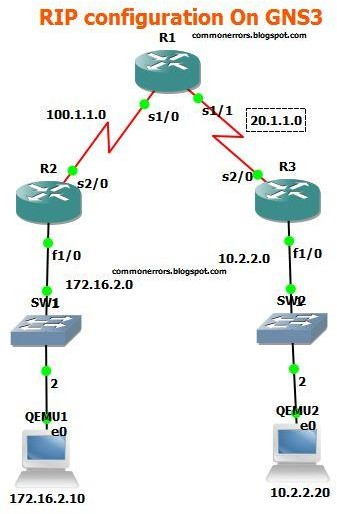 RIP configuration On GNS3
commonerrors.blogspot.com
R1
100.1.1.0
s1/0
s1/1
20.1.1.0
R2
s2/0
s2/0
R3
f1/0
f1/0
commonerrors.blogspot.com
172.16.2.0
10.2.2.0
SW1
1
SW2
1
2
2
QEMU1
e0
QEMU2
e0
172.16.2.10
10.2.2.20